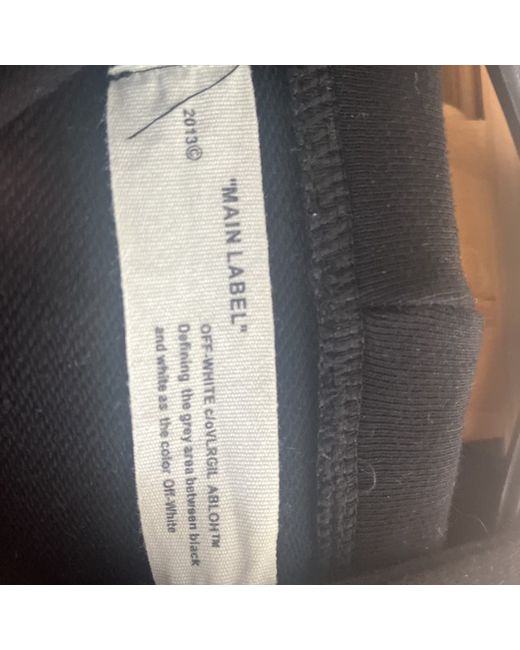 2013©
"MAIN LABEL"
OFF-WHITE c/oVLRGIL ABLOH™
Defining the grey area between black
and white as the color Off-White